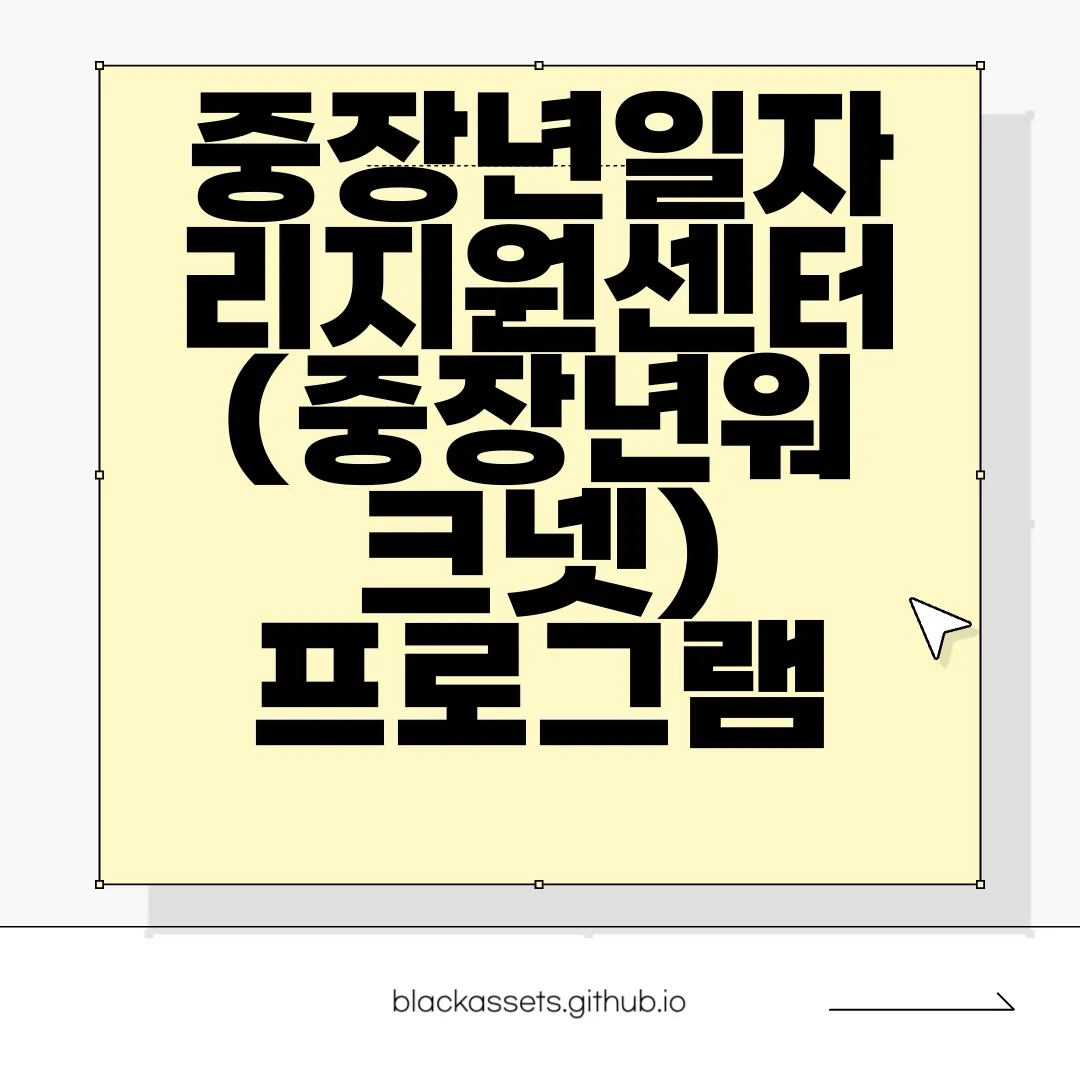 중장년일자
리지원센터
(중장년워
크넷)
프로그램
blackassets.github.io